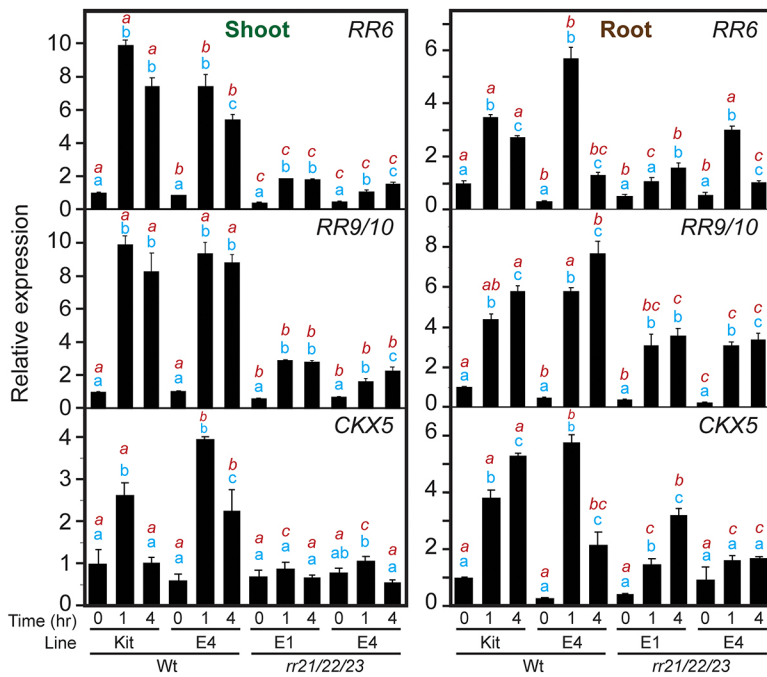 Shoot RR6
10
8
6
4
2
0
a a a b b b c c c c c c
a b c a b c a b b a b c
Root RR6
6
4
2
0
a a a b b bc b c b b a c
a b c a b c a a b a b c
Relative expression
RR9/10
10
8
6
4
2
0
a a a a a a b b b b b b
a b b a b b a b b a b c
RR9/10
8
6
4
2
0
a ab a b a b b bc c c c c
a b c a b c a b b a b b
CKX5
4
3
2
1
0
a a a a b b a c a a c a
a b a a b c a a a ab b a
CKX5
6
4
2
0
a a a b b bc a c c a c c
a b c a b c a b c a a a
Time (hr) 0 1 4 0 1 4 0 1 4 0 1 4
0 1 4 0 1 4 0 1 4 0 1 4
Line Kit E4 E1 E4
Kit E4 E1 E4
Wt rr21/22/23
Wt rr21/22/23